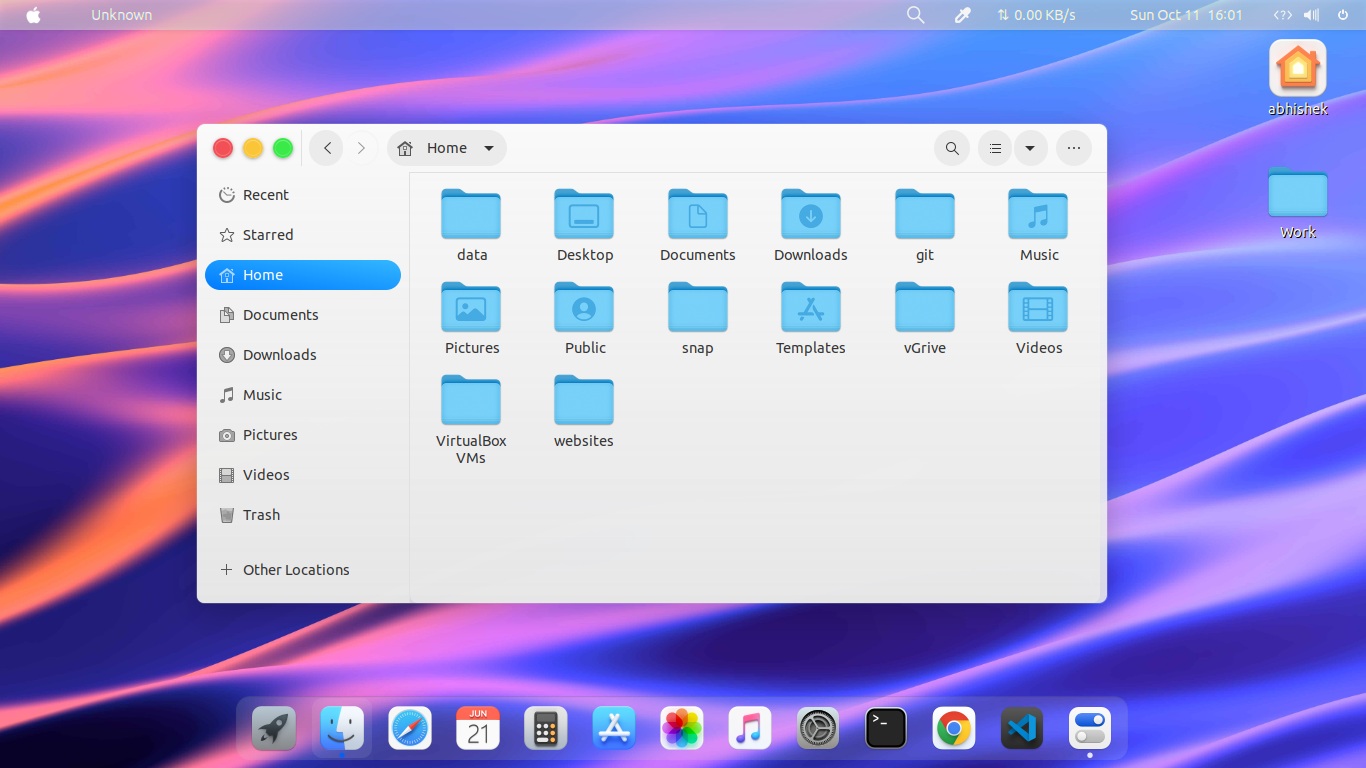 Unknown
⇅ 0.00 KB/s
Sun Oct 11 16:01
<?>
abhishek
Work
Home
Recent
Starred
Home
Documents
Downloads
Music
Pictures
Videos
Trash
Other Locations
data
Desktop
Documents
Downloads
git
Music
Pictures
Public
snap
Templates
vGrive
Videos
VirtualBox
VMs
websites
JUN
21
>_